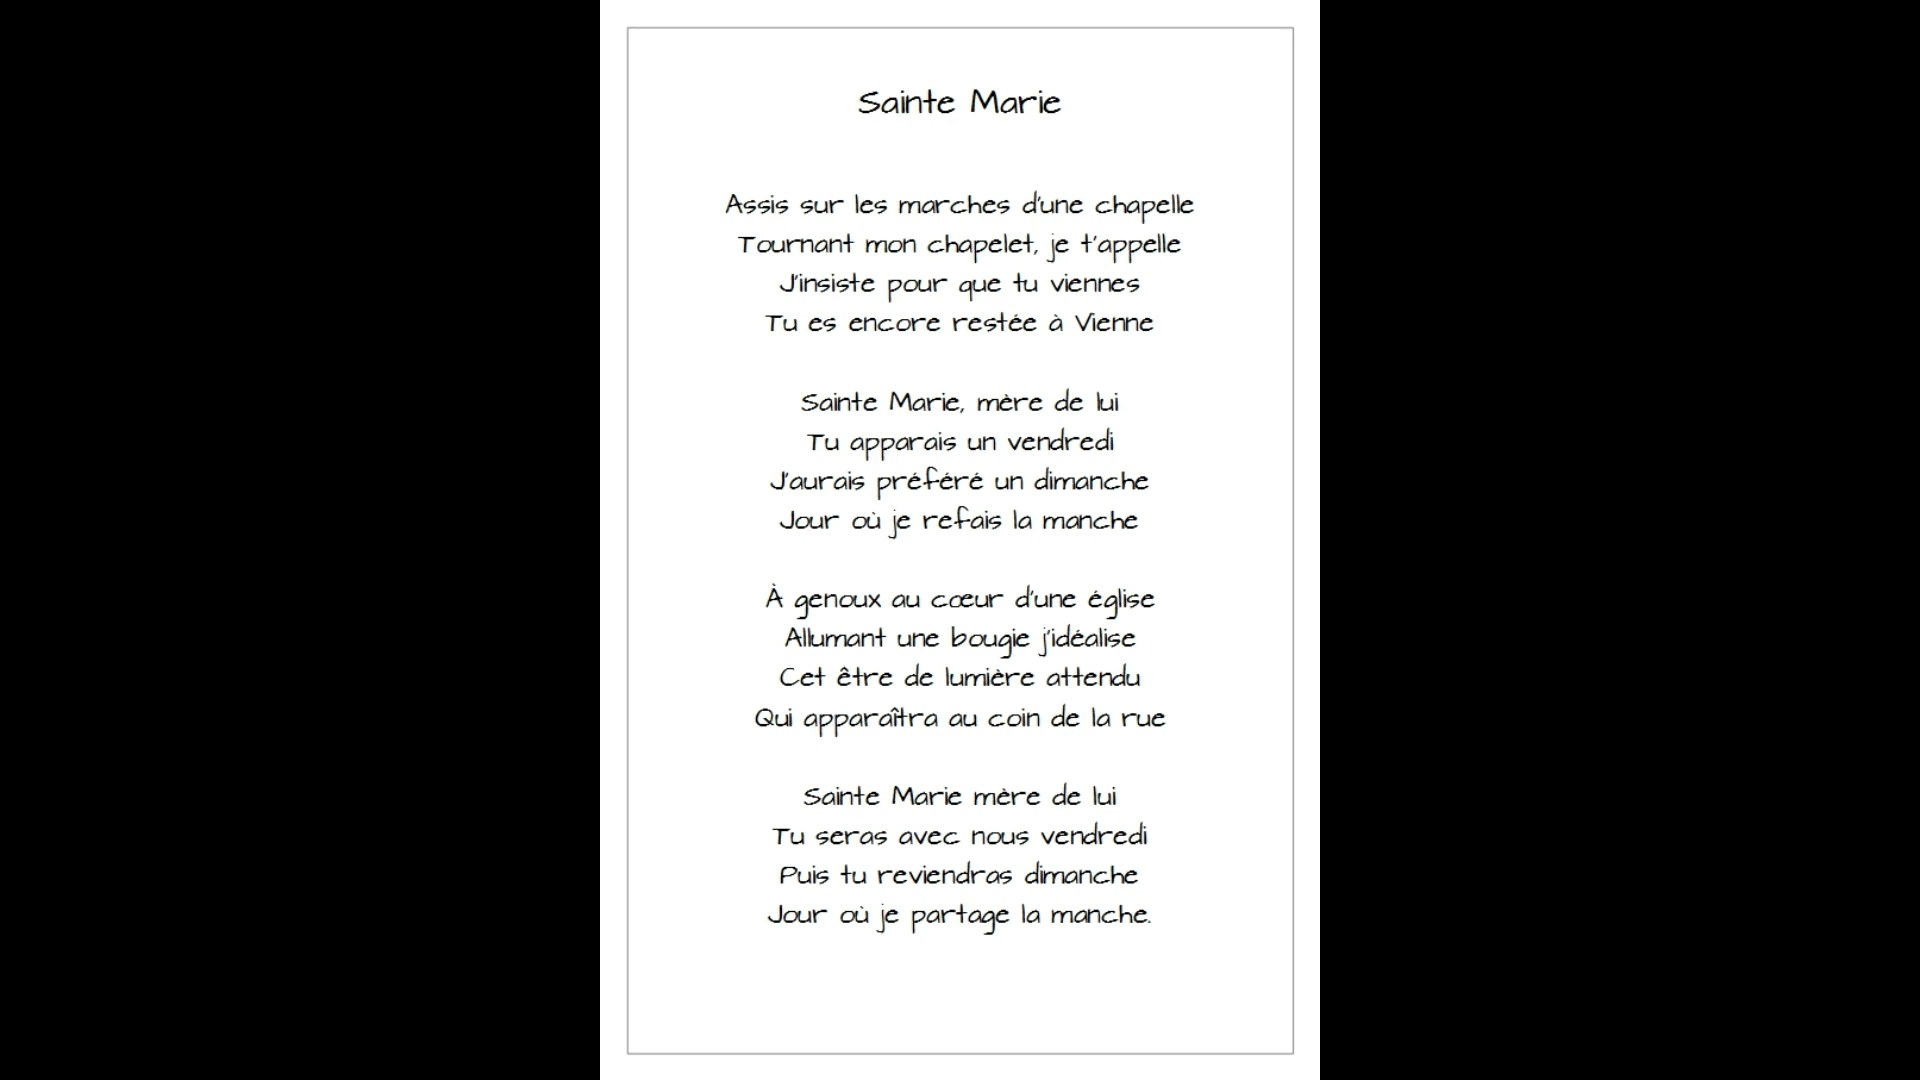 Sainte Marie
Assis sur les marches d'une chapelle
Tournant mon chapelet, je t'appelle
J'insiste pour que tu viennes
Tu es encore restée à Vienne
Sainte Marie, mère de lui
Tu apparais un vendredi
J'aurais préféré un dimanche
Jour où je refais la manche
À genoux au cœur d'une église
Allumant une bougie j'idéalise
Cet être de lumière attendu
Qui apparaîtra au coin de la rue
Sainte Marie mère de lui
Tu seras avec nous vendredi
Puis tu reviendras dimanche
Jour où je partage la manche.